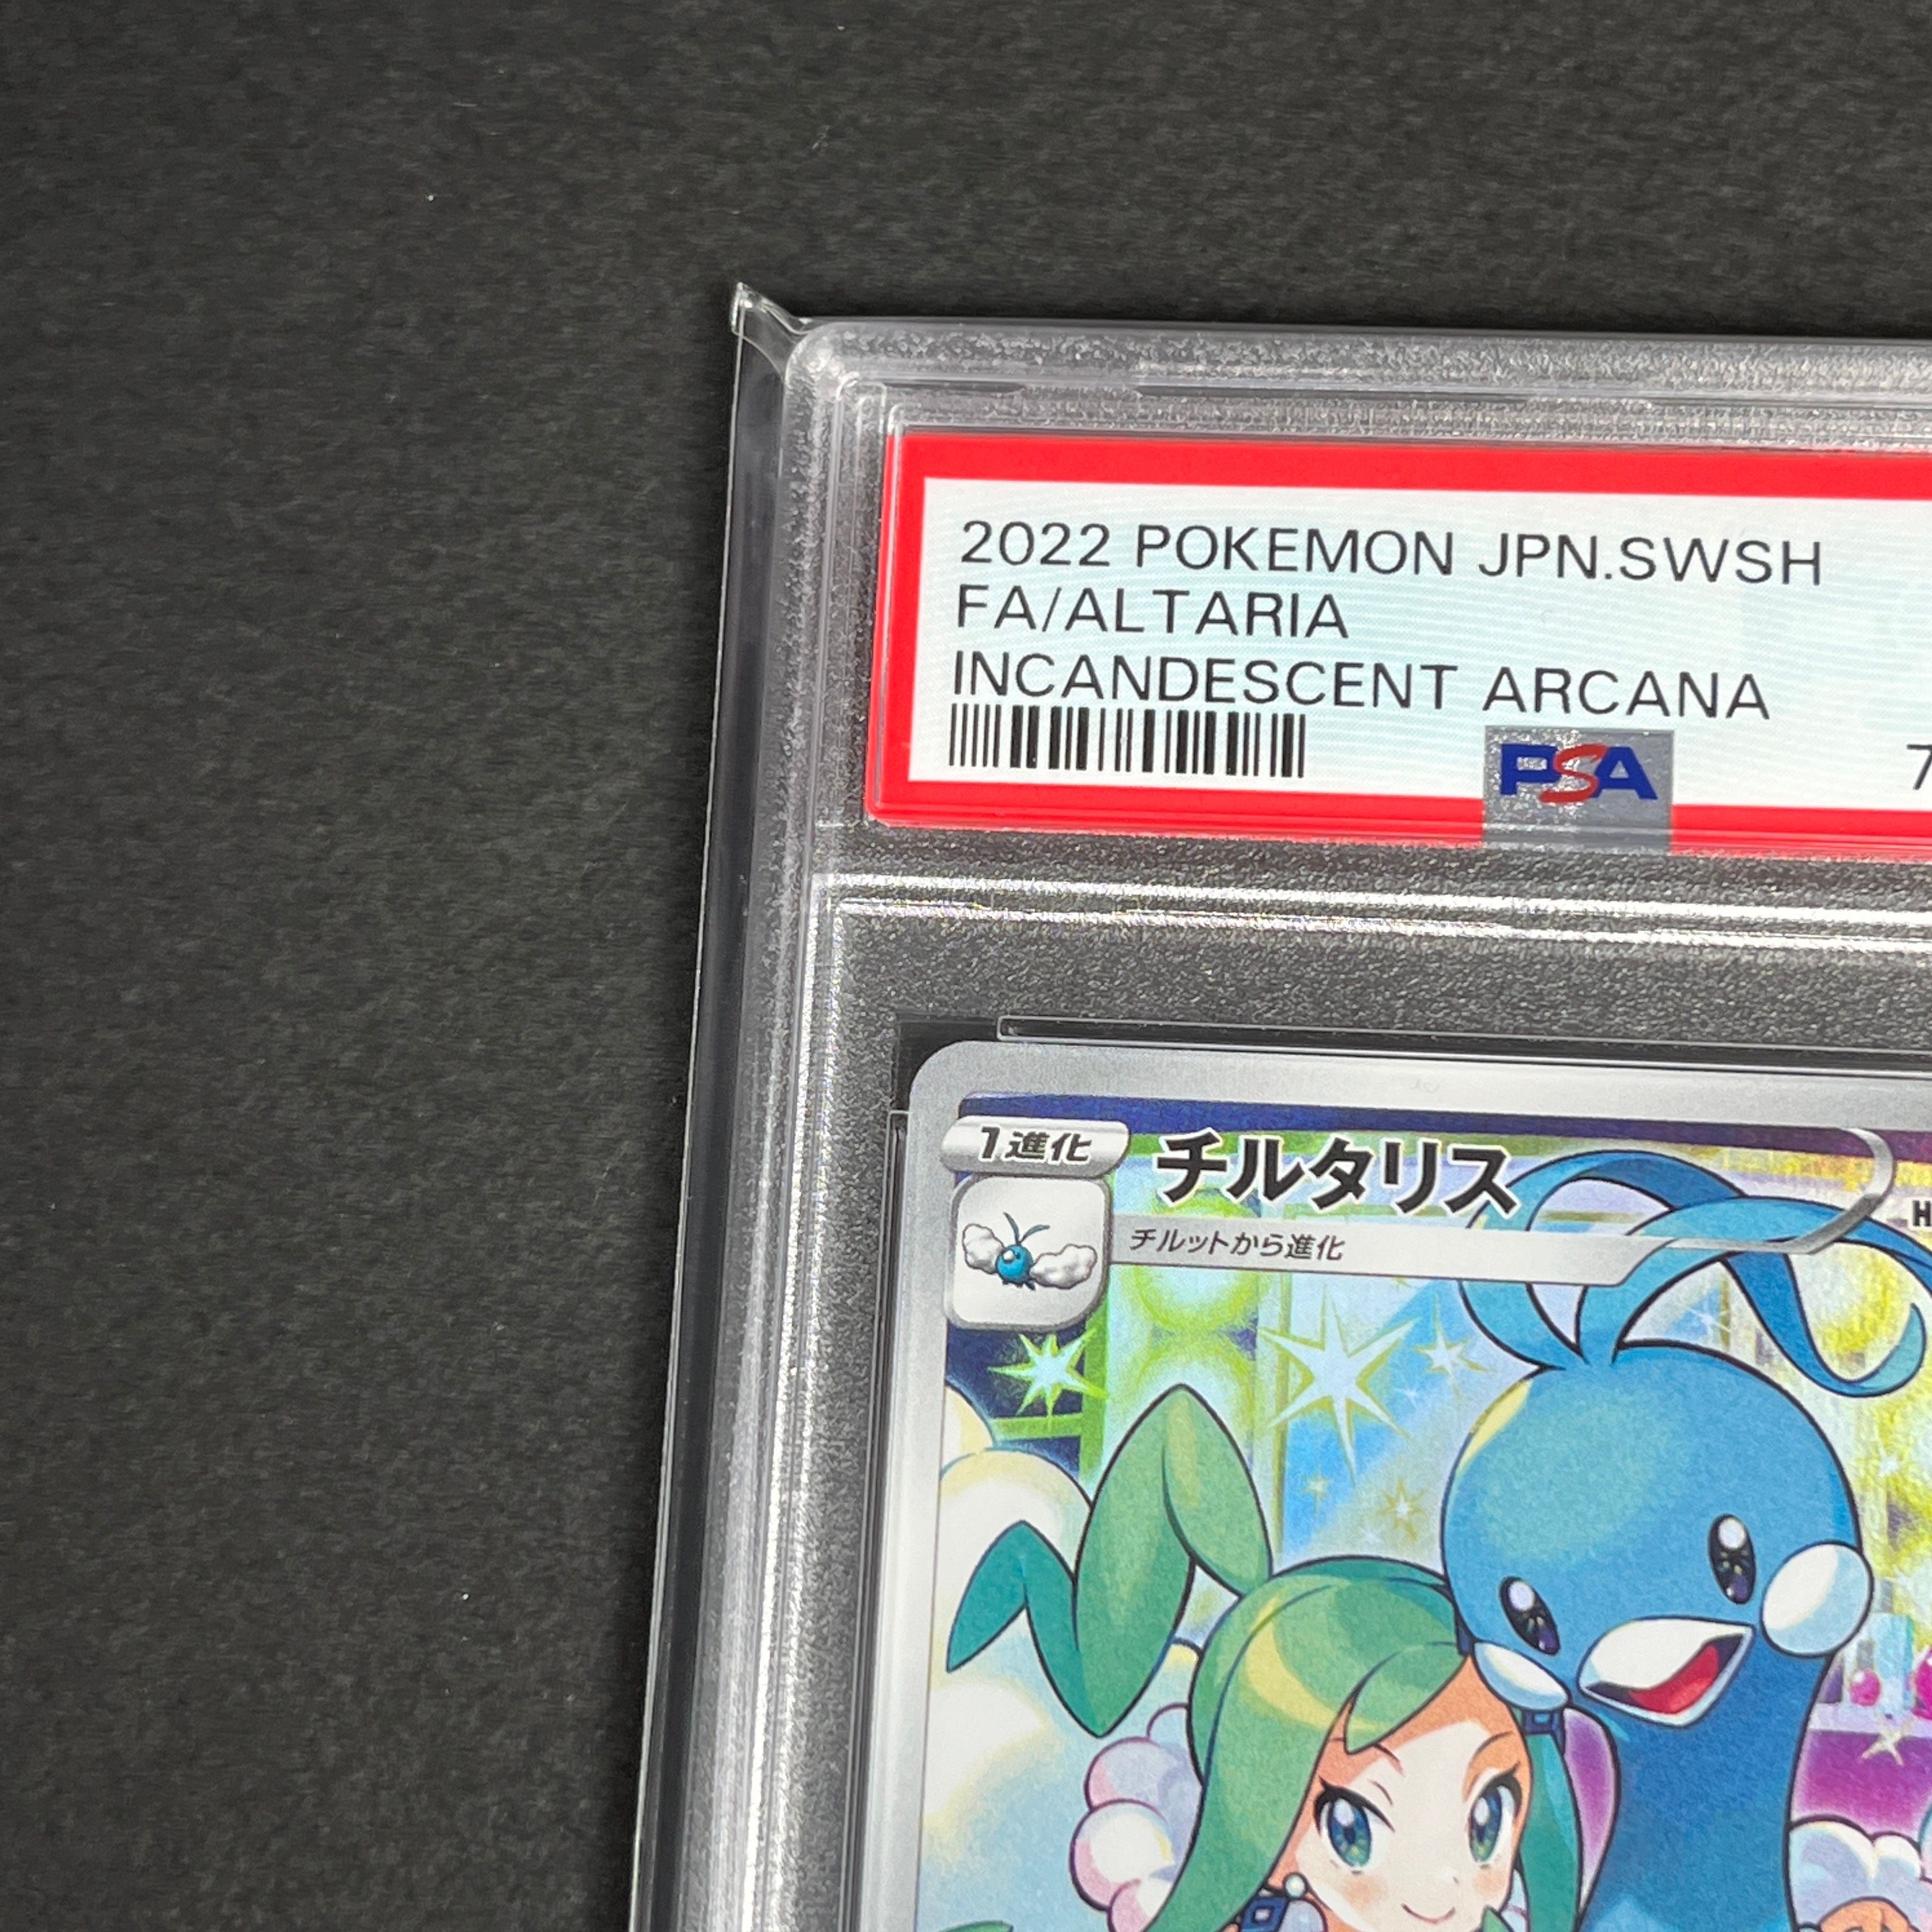 2022 POKEMON JPN.SWSH
FA/ALTARIA
INCANDESCENT ARCANA
PSA
7
1進化
チルタリス
H
チルットから進化